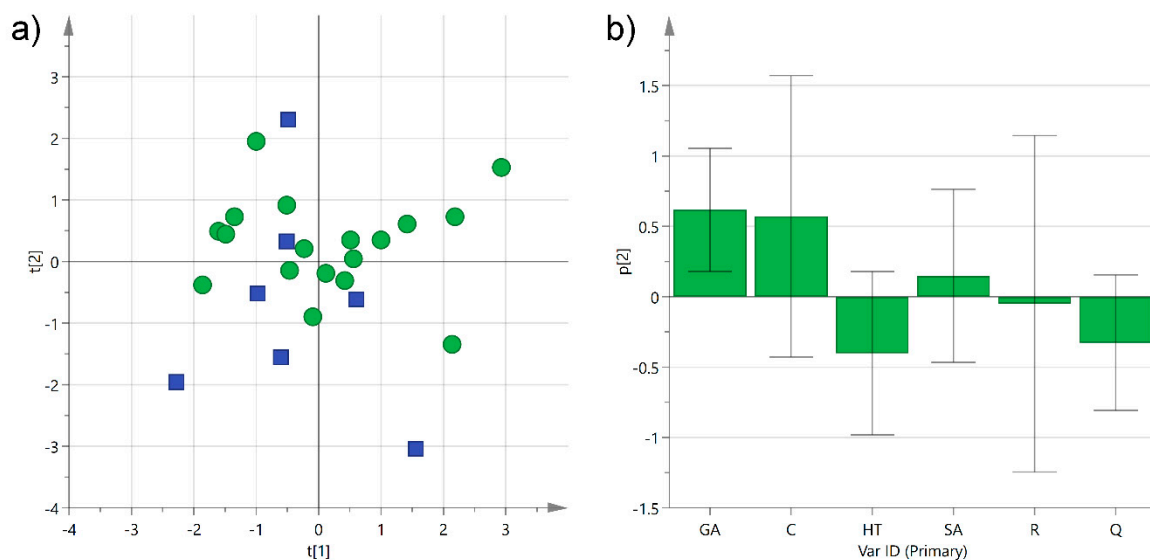 a)
t[2]
3
2
1
0
-1
-2
-3
-4
-4 -3 -2 -1 0 1 2 3
t[1]
b)
p[2]
1.5
1
0.5
0
-0.5
-1
-1.5
GA C HT SA R Q
Var ID (Primary)